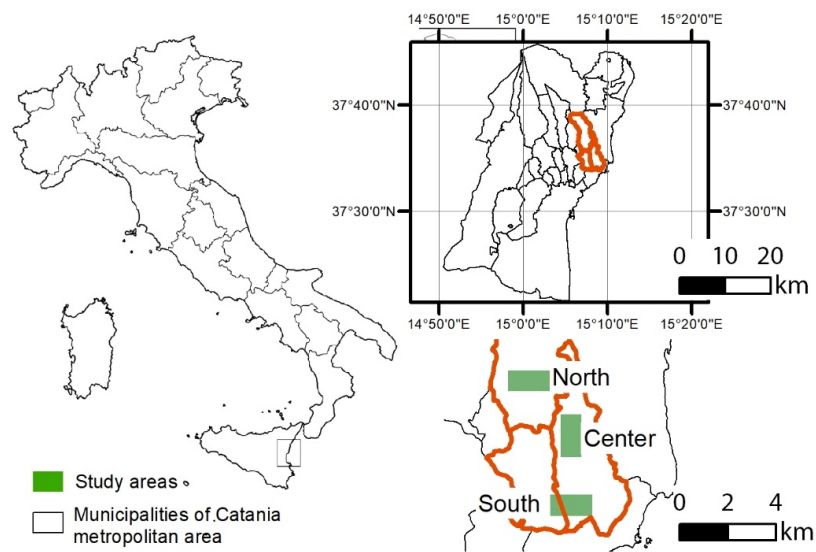 14°50'0"E 15°0'0"E 15°10'0"E 15°20'0"E
37°40'0"N 37°40'0"N
37°30'0"N 37°30'0"N
0 10 20
km
14°50'0"E 15°0'0"E 15°10'0"E 15°20'0"E
North
Center
South
0 2 4
km
Study areas
Municipalities of Catania
metropolitan area